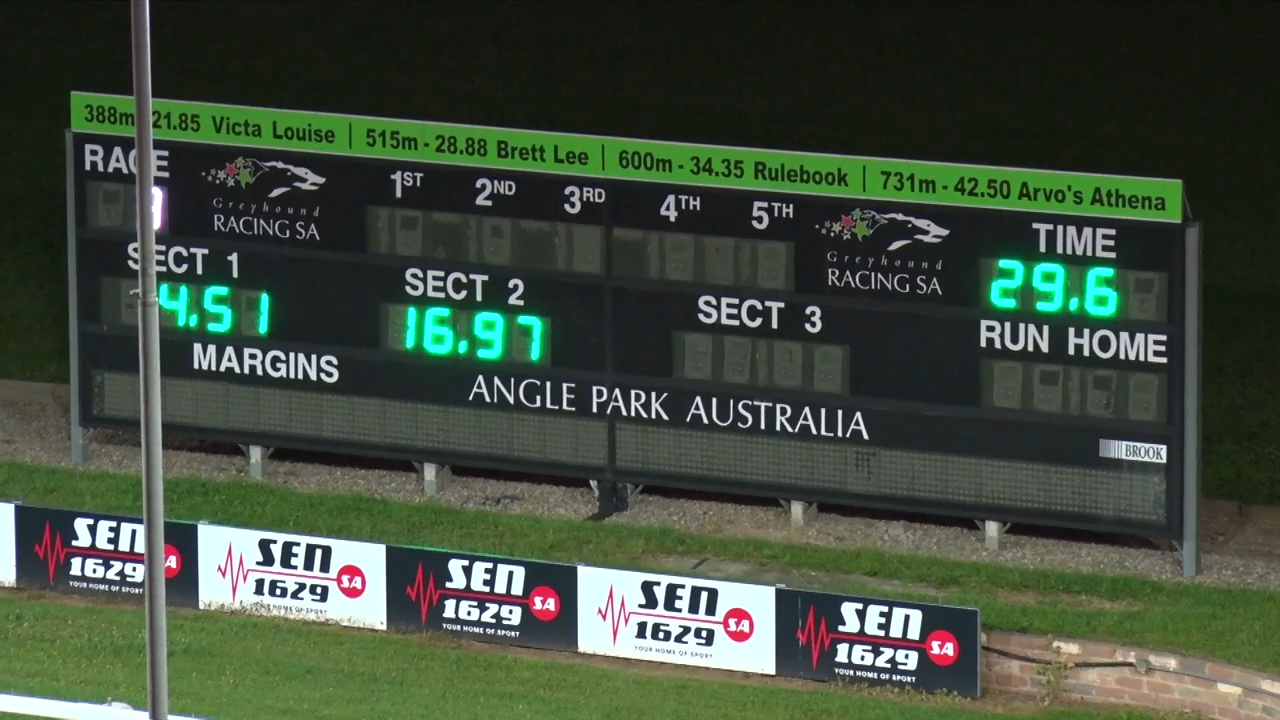 388m 21.85 Victa Louise | 515m - 28.88 Brett Lee | 600m - 34.35 Rulebook | 731m - 42.50 Arvo's Athena
RACE
Greyhound
RACING SA
1ST 2ND 3RD 4TH 5TH
Greyhound
RACING SA
TIME
29.6
SECT 1
4.51
SECT 2
16.97
SECT 3
RUN HOME
MARGINS
ANGLE PARK AUSTRALIA
BROOK
SEN
1629
SA
YOUR HOME OF SPORT
SEN
1629
SA
YOUR HOME OF SPORT
SEN
1629
SA
YOUR HOME OF SPORT
SEN
1629
SA
YOUR HOME OF SPORT
SEN
1629
SA
YOUR HOME OF SPORT